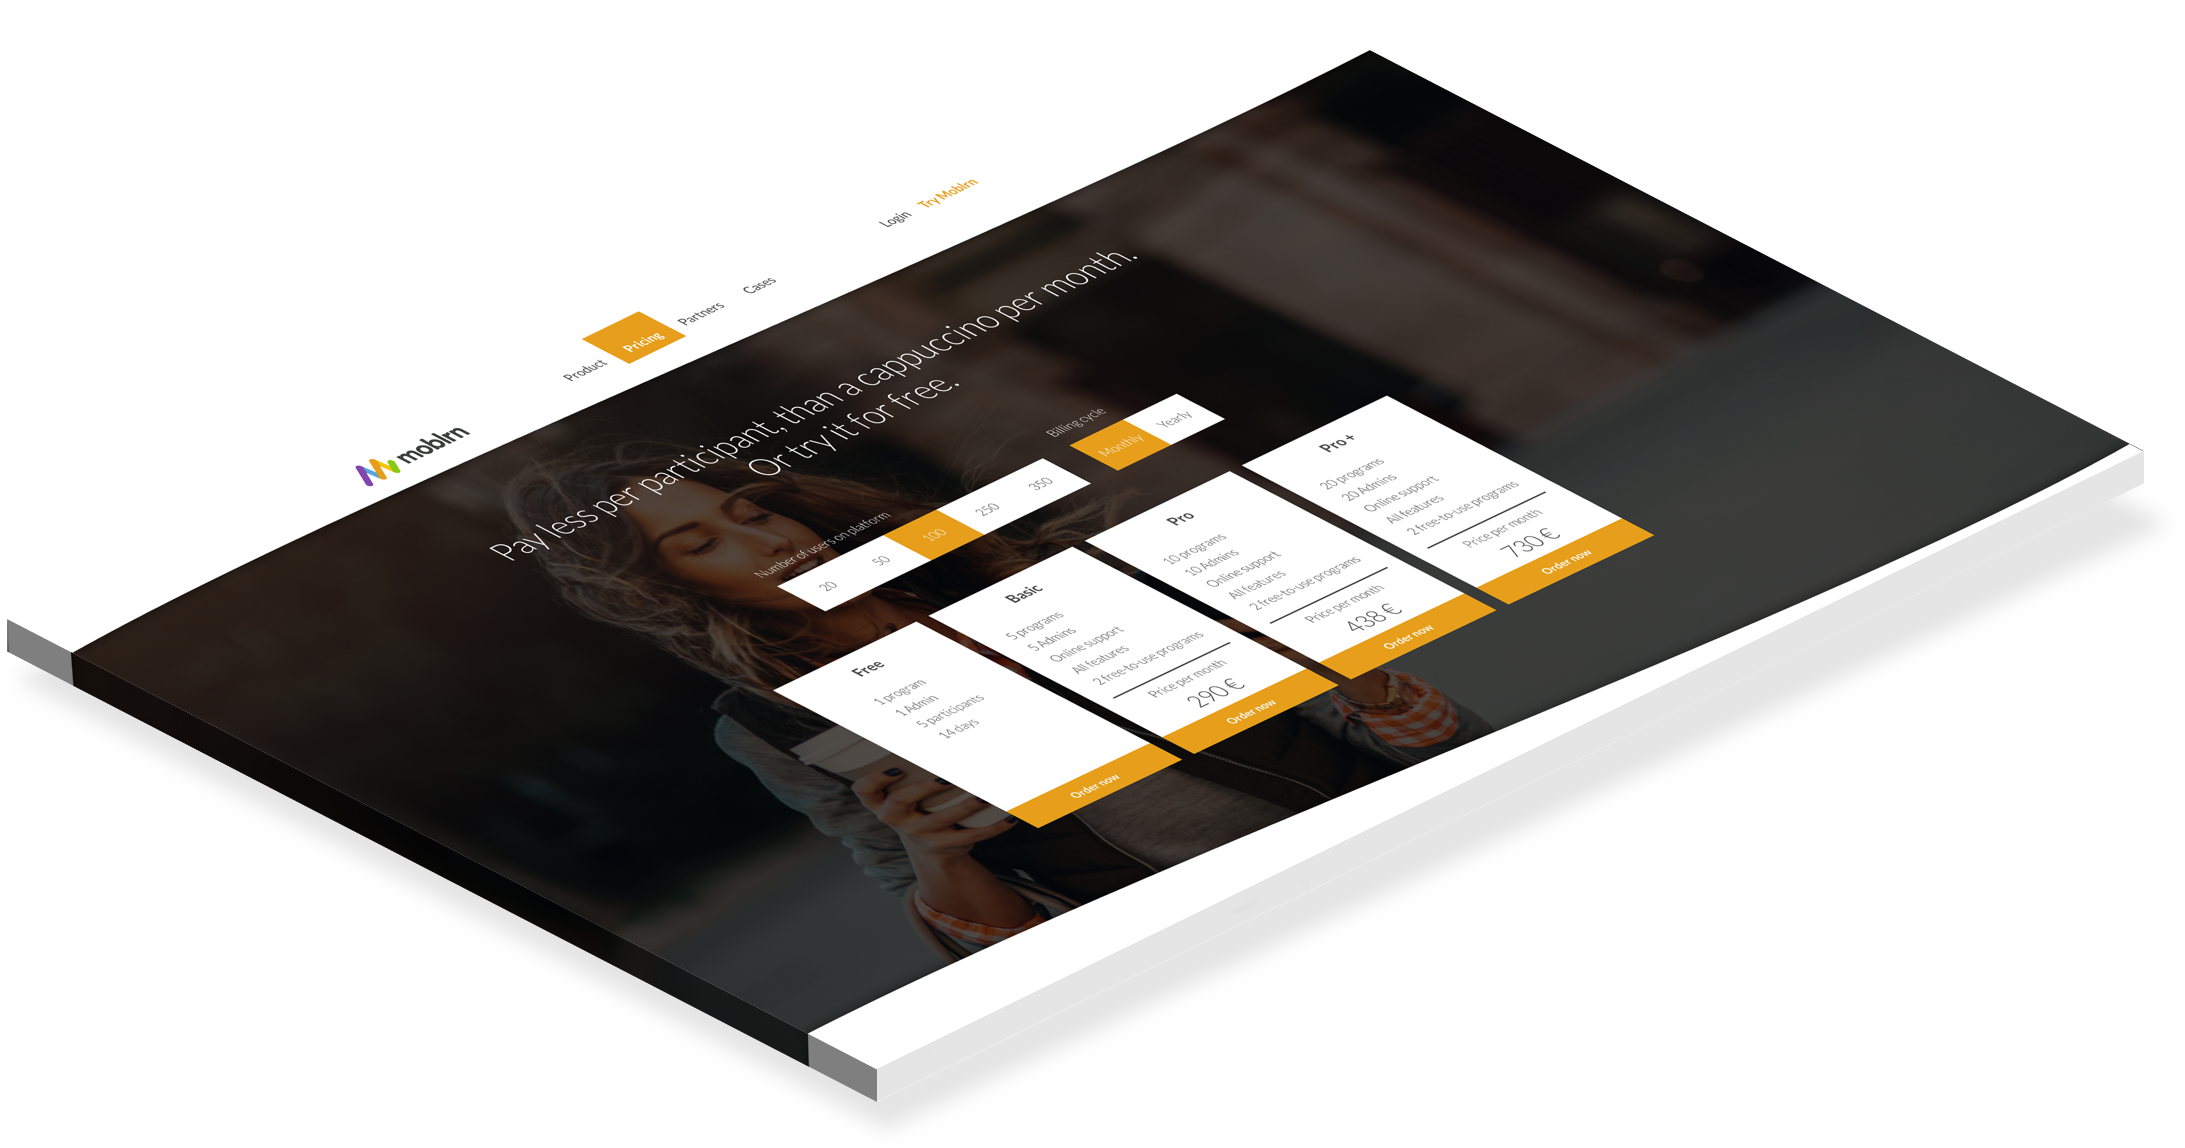 moblrn
Product
Pricing
Partners
Cases
Login
Try Moblrn
Pay less per participant, than a cappuccino per month.
Or try it for free.
Number of users on platform
20
50
100
250
350
Billing cycle
Monthly
Yearly
Free
1 program
1 Admin
5 participants
14 days
Order now
Basic
5 programs
5 Admins
Online support
All features
2 free-to-use programs
Price per month
290 €
Order now
Pro
10 programs
10 Admins
Online support
All features
2 free-to-use programs
Price per month
438 €
Order now
Pro +
20 programs
20 Admins
Online support
All features
2 free-to-use programs
Price per month
730 €
Order now